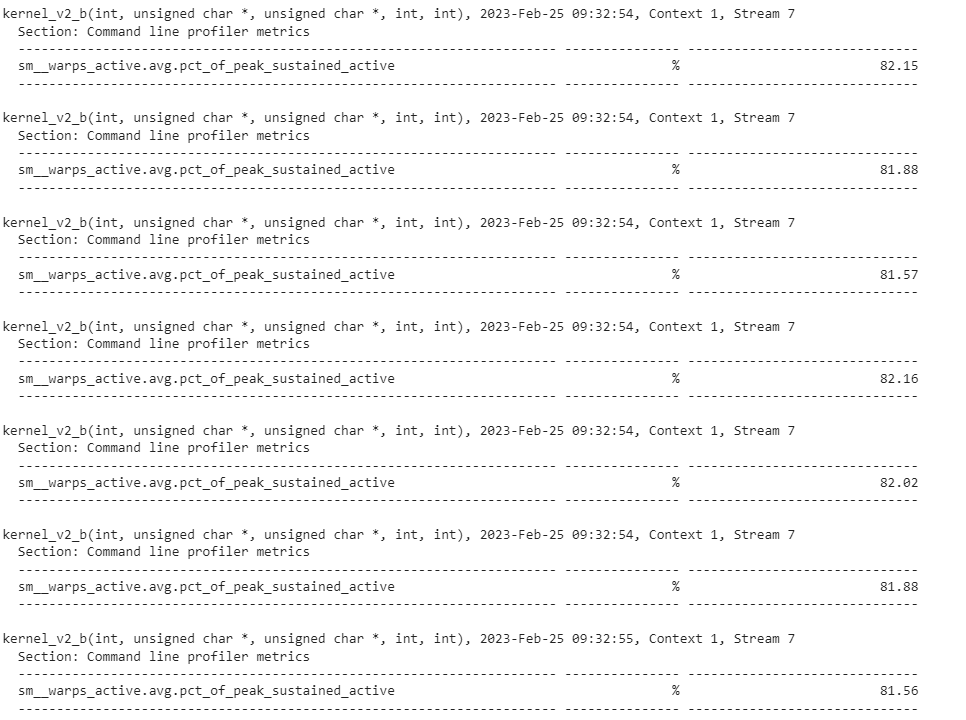 kernel_v2_b(int, unsigned char *, unsigned char *, int, int), 2023-Feb-25 09:32:54, Context 1, Stream 7
Section: Command line profiler metrics
---------------------------------------------------------------------- --------------- ------------------------------
sm__warps_active.avg.pct_of_peak_sustained_active % 82.15
---------------------------------------------------------------------- --------------- ------------------------------
kernel_v2_b(int, unsigned char *, unsigned char *, int, int), 2023-Feb-25 09:32:54, Context 1, Stream 7
Section: Command line profiler metrics
---------------------------------------------------------------------- --------------- ------------------------------
sm__warps_active.avg.pct_of_peak_sustained_active % 81.88
---------------------------------------------------------------------- --------------- ------------------------------
kernel_v2_b(int, unsigned char *, unsigned char *, int, int), 2023-Feb-25 09:32:54, Context 1, Stream 7
Section: Command line profiler metrics
---------------------------------------------------------------------- --------------- ------------------------------
sm__warps_active.avg.pct_of_peak_sustained_active % 81.57
---------------------------------------------------------------------- --------------- ------------------------------
kernel_v2_b(int, unsigned char *, unsigned char *, int, int), 2023-Feb-25 09:32:54, Context 1, Stream 7
Section: Command line profiler metrics
---------------------------------------------------------------------- --------------- ------------------------------
sm__warps_active.avg.pct_of_peak_sustained_active % 82.16
---------------------------------------------------------------------- --------------- ------------------------------
kernel_v2_b(int, unsigned char *, unsigned char *, int, int), 2023-Feb-25 09:32:54, Context 1, Stream 7
Section: Command line profiler metrics
---------------------------------------------------------------------- --------------- ------------------------------
sm__warps_active.avg.pct_of_peak_sustained_active % 82.02
---------------------------------------------------------------------- --------------- ------------------------------
kernel_v2_b(int, unsigned char *, unsigned char *, int, int), 2023-Feb-25 09:32:54, Context 1, Stream 7
Section: Command line profiler metrics
---------------------------------------------------------------------- --------------- ------------------------------
sm__warps_active.avg.pct_of_peak_sustained_active % 81.88
---------------------------------------------------------------------- --------------- ------------------------------
kernel_v2_b(int, unsigned char *, unsigned char *, int, int), 2023-Feb-25 09:32:55, Context 1, Stream 7
Section: Command line profiler metrics
---------------------------------------------------------------------- --------------- ------------------------------
sm__warps_active.avg.pct_of_peak_sustained_active % 81.56
---------------------------------------------------------------------- --------------- ------------------------------